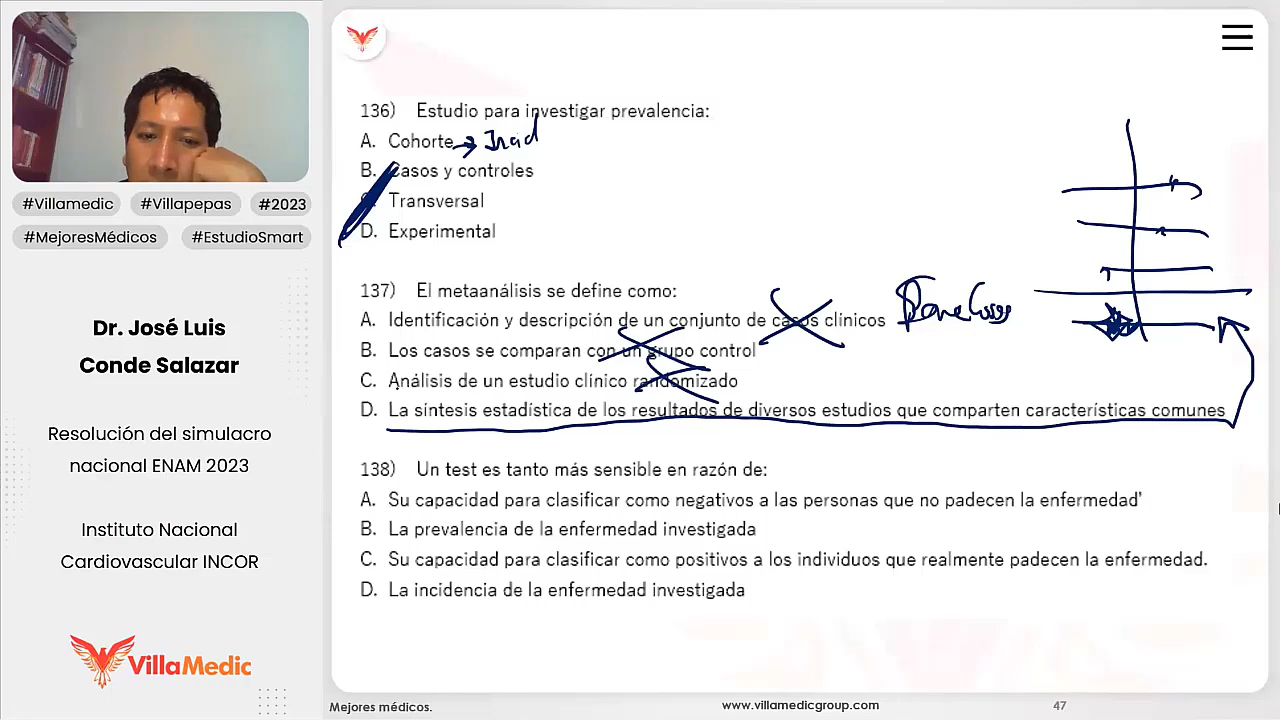 #Villamedic #Villapepas #2023
#MejoresMédicos #EstudioSmart
Dr. José Luis
Conde Salazar
Resolución del simulacro
nacional ENAM 2023
Instituto Nacional
Cardiovascular INCOR
VillaMedic
136) Estudio para investigar prevalencia:
A. Cohorte → Incid
B. Casos y controles
C. Transversal
D. Experimental
137) El metaanálisis se define como:
A. Identificación y descripción de un conjunto de casos clínicos
B. Los casos se comparan con un grupo control
C. Análisis de un estudio clínico randomizado
D. La síntesis estadística de los resultados de diversos estudios que comparten características comunes
138) Un test es tanto más sensible en razón de:
A. Su capacidad para clasificar como negativos a las personas que no padecen la enfermedad'
B. La prevalencia de la enfermedad investigada
C. Su capacidad para clasificar como positivos a los individuos que realmente padecen la enfermedad.
D. La incidencia de la enfermedad investigada
Mejores médicos. www.villamedicgroup.com 47